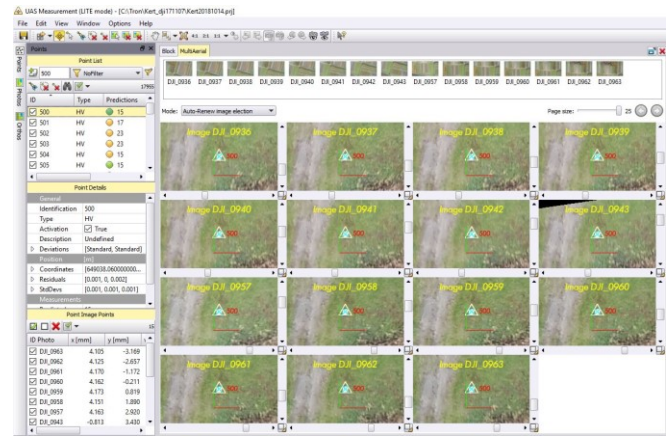 UAS Measurement (LITE mode) - [C:\Tron\Kert_dji171107\Kert20181014.prj]
File Edit View Window Options Help
Points
Point List
500 NoFilter
17955
ID Type Predictions
500 HV 15
501 HV 17
502 HV 23
503 HV 23
504 HV 15
505 HV 15
Point Details
General
Identification 500
Type HV
Activation True
Description Undefined
Deviations [Standard, Standard]
Position [m]
Coordinates [649038.060000000...
Residuals [0.001, 0, 0.002]
StdDevs [0.001, 0.001, 0.001]
Measurements
Point Image Points
15
ID Photo x [mm] y [mm]
DJI_0963 4.105 -3.169
DJI_0962 4.125 -2.657
DJI_0961 4.170 -1.172
DJI_0960 4.162 -0.211
DJI_0959 4.173 0.819
DJI_0958 4.151 1.890
DJI_0957 4.163 2.920
DJI_0943 -0.813 3.430
Points
Photos
Orthos
Block MultiAerial
DJI_0936 DJI_0937 DJI_0938 DJI_0939 DJI_0940 DJI_0941 DJI_0942 DJI_0943 DJI_0957 DJI_0958 DJI_0959 DJI_0960 DJI_0961 DJI_0962 DJI_0963
Mode: Auto-Renew image election Page size: 25
Image DJI_0936 Image DJI_0937 Image DJI_0938 Image DJI_0939
500 500 500 500
Image DJI_0940 Image DJI_0941 Image DJI_0942 Image DJI_0943
500 500 500 500
Image DJI_0957 Image DJI_0958 Image DJI_0959 Image DJI_0960
500 500 500 500
Image DJI_0961 Image DJI_0962 Image DJI_0963
500 500 500